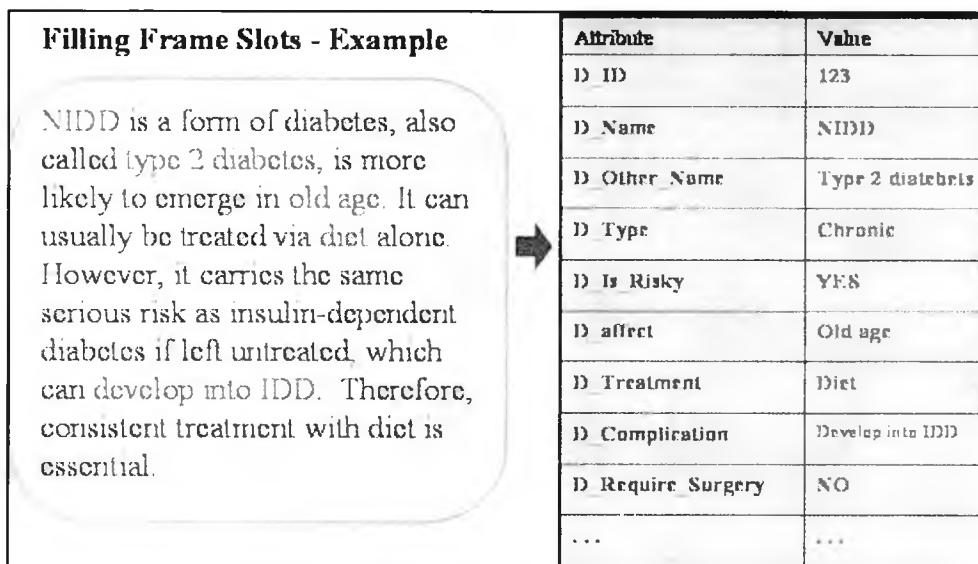 Filling Frame Slots - Example
NIDD is a form of diabetes, also
called type 2 diabetes, is more
likely to emerge in old age. It can
usually be treated via diet alone.
However, it carries the same
serious risk as insulin-dependent
diabetes if left untreated, which
can develop into IDD. Therefore,
consistent treatment with diet is
essential.
Attribute Value
D_ID 123
D_Name NIDD
D_Other_Name Type 2 diatebets
D_Type Chronic
D_Is_Risky YES
D_affect Old age
D_Treatment Diet
D_Complication Develop into IDD
D_Require_Surgery NO
... ...